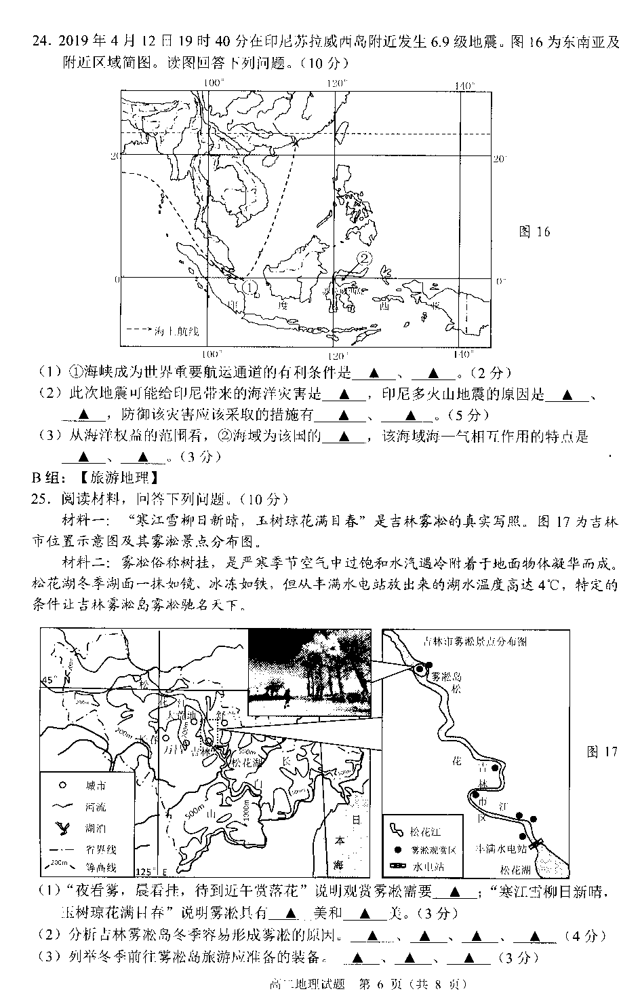 24. 2019 年 4 月 12 日 19 时 40 分在印尼苏拉威西岛附近发生 6.9 级地震。图 16 为东南亚及
附近区域简图。读图回答下列问题。（10 分）
100° 120° 140°
20° 20°
0° 0°
① ②
苏拉威西岛
印 度 尼 西 亚
海上航线
100° 120° 140°
图 16
（1）①海峡成为世界重要航运通道的有利条件是 ▲ 、 ▲ 。（2 分）
（2）此次地震可能给印尼带来的海洋灾害是 ▲ ，印尼多火山地震的原因是 ▲ 、
▲ ，防御该灾害应该采取的措施有 ▲ 、 ▲ 。（5 分）
（3）从海洋权益的范围看，②海域为该国的 ▲ ，该海域海—气相互作用的特点是
▲ 、 ▲ 。（3 分）
B 组：【旅游地理】
25. 阅读材料，回答下列问题。（10 分）
材料一：“寒江雪柳日新晴，玉树琼花满目春”是吉林雾凇的真实写照。图 17 为吉林
市位置示意图及其雾凇景点分布图。
材料二：雾凇俗称树挂，是严寒季节空气中过饱和水汽遇冷附着于地面物体凝华而成。
松花湖冬季湖面一抹如镜、冰冻如铁，但从丰满水电站放出来的湖水温度高达 4℃，特定的
条件让吉林雾凇岛雾凇驰名天下。
45° N
松 花 江
大荒地 舒兰
长春 万昌 吉林
松花湖
长 白 山
200m 200m 500m 500m 1000m
日 本 海
125° E
城市
河流
湖泊
省界线
200m 等高线
吉林市雾凇景点分布图
雾凇岛
松 花 江
吉 林 市 区
丰满水电站
松花湖
松花江
雾凇观赏区
水电站
图 17
（1）“夜看雾，晨看挂，待到近午赏落花”说明观赏雾凇需要 ▲ ；“寒江雪柳日新晴，
玉树琼花满目春”说明雾凇具有 ▲ 美和 ▲ 美。（3 分）
（2）分析吉林雾凇岛冬季容易形成雾凇的原因。 ▲ 、 ▲ 、 ▲ 、 ▲ （4 分）
（3）列举冬季前往雾凇岛旅游应准备的装备。 ▲ 、 ▲ 、 ▲ （3 分）
高二地理试题 第 6 页（共 8 页）